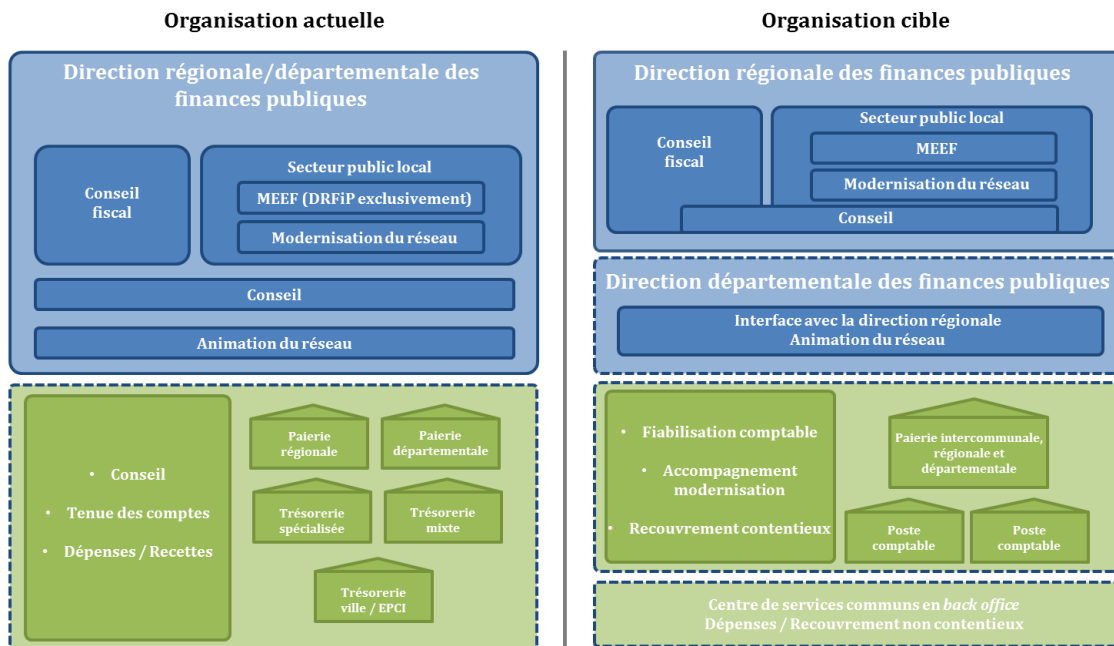 Organisation actuelle
Direction régionale/départementale des
finances publiques
Conseil
fiscal
Secteur public local
MEEF (DRFiP exclusivement)
Modernisation du réseau
Conseil
Animation du réseau
• Conseil
• Tenue des comptes
• Dépenses / Recettes
Paierie
régionale
Paierie
départementale
Trésorerie
spécialisée
Trésorerie
mixte
Trésorerie
ville / EPCI
Organisation cible
Direction régionale des finances publiques
Conseil
fiscal
Secteur public local
MEEF
Modernisation du réseau
Conseil
Direction départementale des finances publiques
Interface avec la direction régionale
Animation du réseau
• Fiabilisation comptable
• Accompagnement
modernisation
• Recouvrement contentieux
Paierie intercommunale,
régionale et
départementale
Poste
comptable
Poste
comptable
Centre de services communs en back office
Dépenses / Recouvrement non contentieux